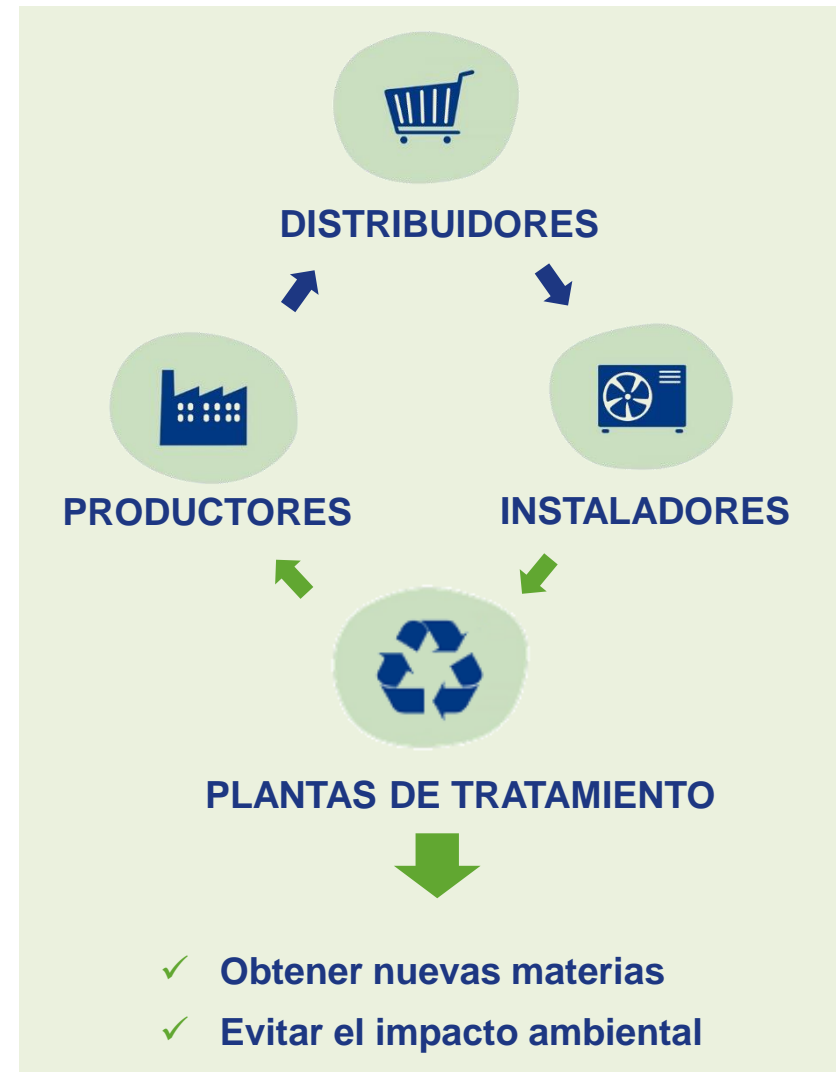 DISTRIBUIDORES
PRODUCTORES
INSTALADORES
PLANTAS DE TRATAMIENTO
✓ Obtener nuevas materias
✓ Evitar el impacto ambiental